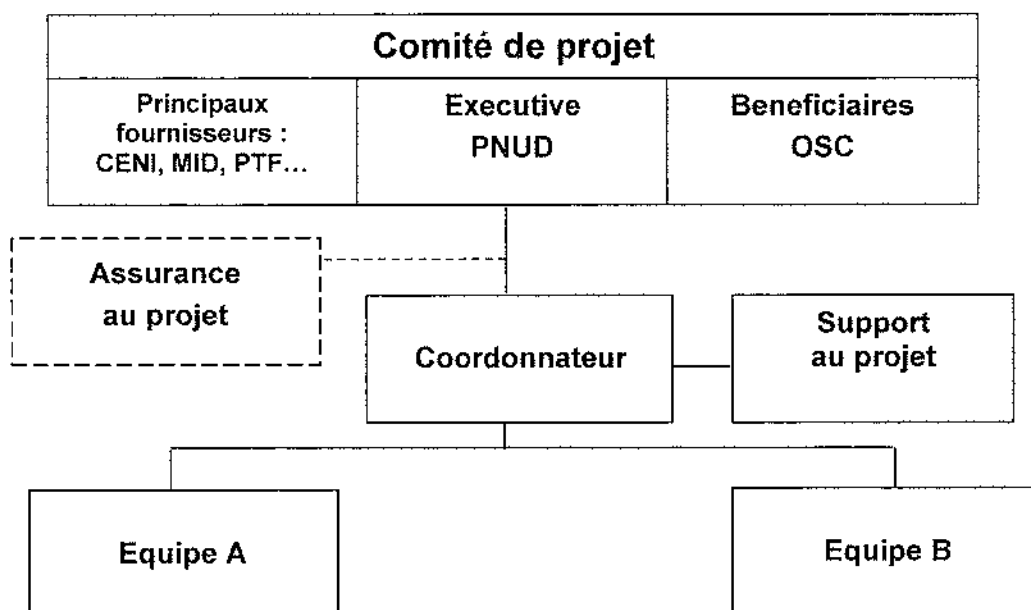 Comité de projet
Principaux
fournisseurs :
CENI, MID, PTF...
Executive
PNUD
Beneficiaires
OSC
Assurance
au projet
Coordonnateur
Support
au projet
Equipe A
Equipe B